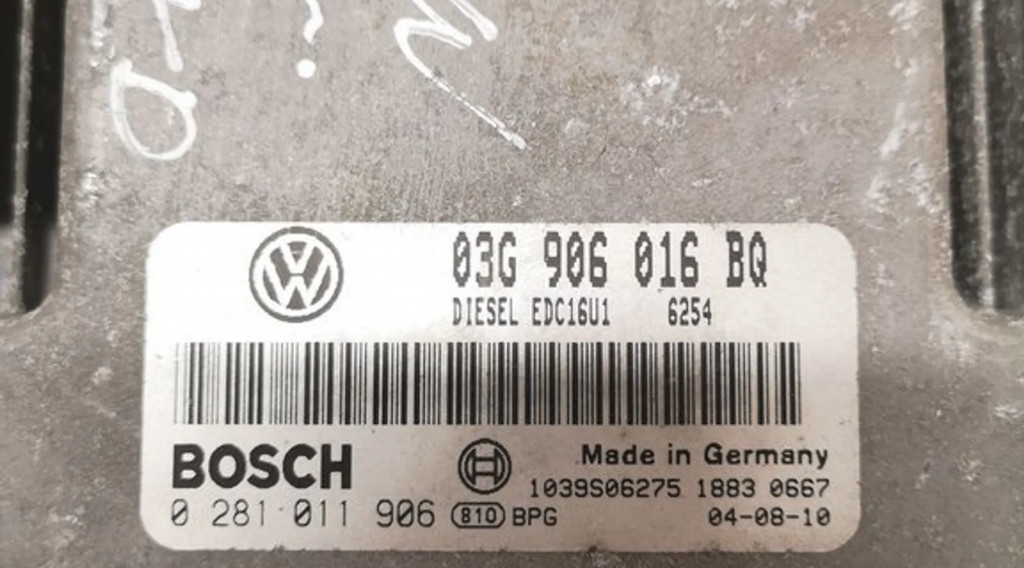 03G 906 016 BQ
DIESEL EDC16U1 6254
BOSCH
Made in Germany
1039S06275 1883 0667
0 281 011 906 810 BPG
04-08-10